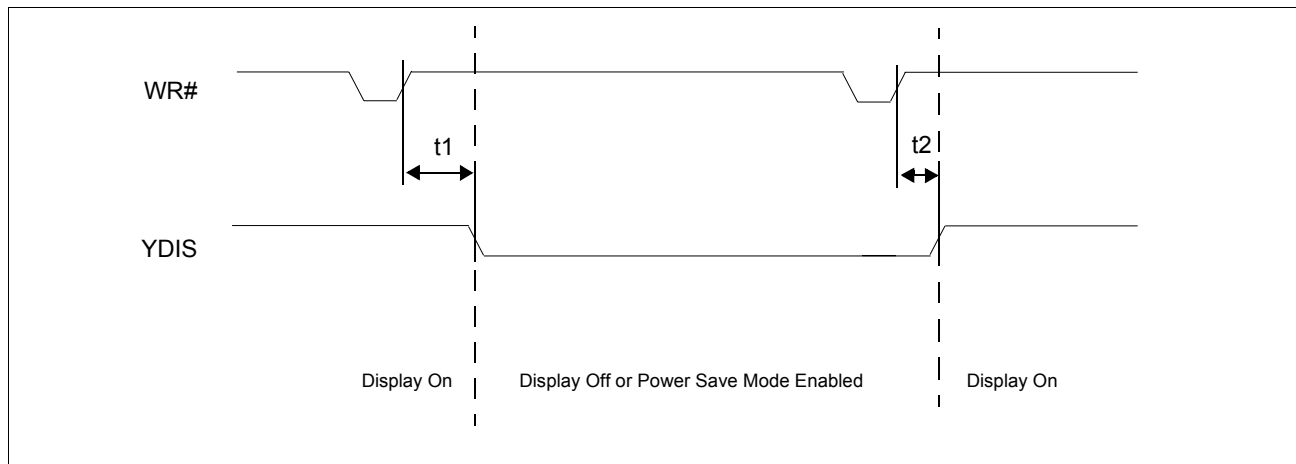 WR#
t1
t2
YDIS
Display On
Display Off or Power Save Mode Enabled
Display On